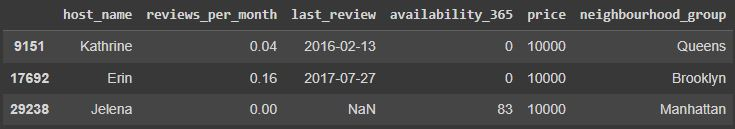 host_name reviews_per_month last_review availability_365 price neighbourhood_group
9151 Kathrine 0.04 2016-02-13 0 10000 Queens
17692 Erin 0.16 2017-07-27 0 10000 Brooklyn
29238 Jelena 0.00 NaN 83 10000 Manhattan